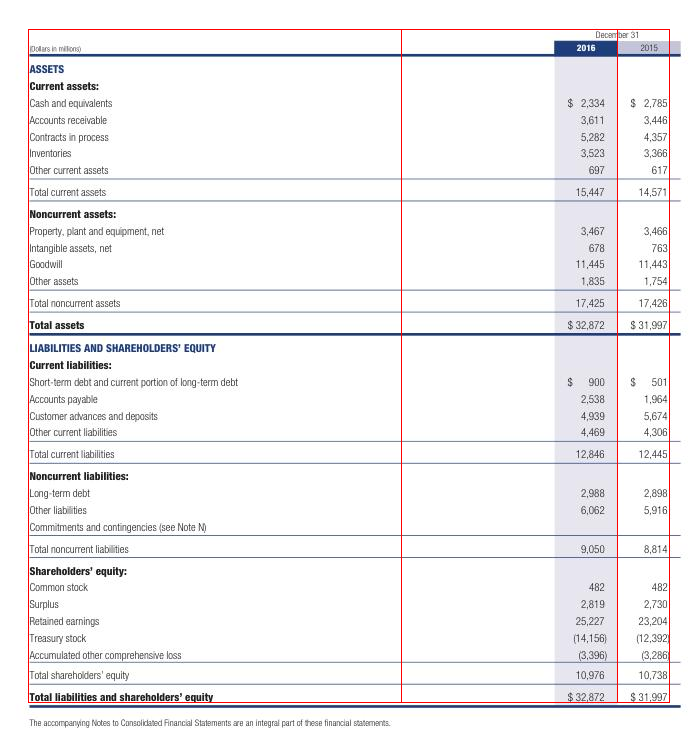 December 31
(Dollars in millions) 2016 2015
ASSETS
Current assets:
Cash and equivalents $ 2,334 $ 2,785
Accounts receivable 3,611 3,446
Contracts in process 5,282 4,357
Inventories 3,523 3,366
Other current assets 697 617
Total current assets 15,447 14,571
Noncurrent assets:
Property, plant and equipment, net 3,467 3,466
Intangible assets, net 678 763
Goodwill 11,445 11,443
Other assets 1,835 1,754
Total noncurrent assets 17,425 17,426
Total assets $ 32,872 $ 31,997
LIABILITIES AND SHAREHOLDERS’ EQUITY
Current liabilities:
Short-term debt and current portion of long-term debt $ 900 $ 501
Accounts payable 2,538 1,964
Customer advances and deposits 4,939 5,674
Other current liabilities 4,469 4,306
Total current liabilities 12,846 12,445
Noncurrent liabilities:
Long-term debt 2,988 2,898
Other liabilities 6,062 5,916
Commitments and contingencies (see Note N)
Total noncurrent liabilities 9,050 8,814
Shareholders’ equity:
Common stock 482 482
Surplus 2,819 2,730
Retained earnings 25,227 23,204
Treasury stock (14,156) (12,392)
Accumulated other comprehensive loss (3,396) (3,286)
Total shareholders’ equity 10,976 10,738
Total liabilities and shareholders’ equity $ 32,872 $ 31,997
The accompanying Notes to Consolidated Financial Statements are an integral part of these financial statements.